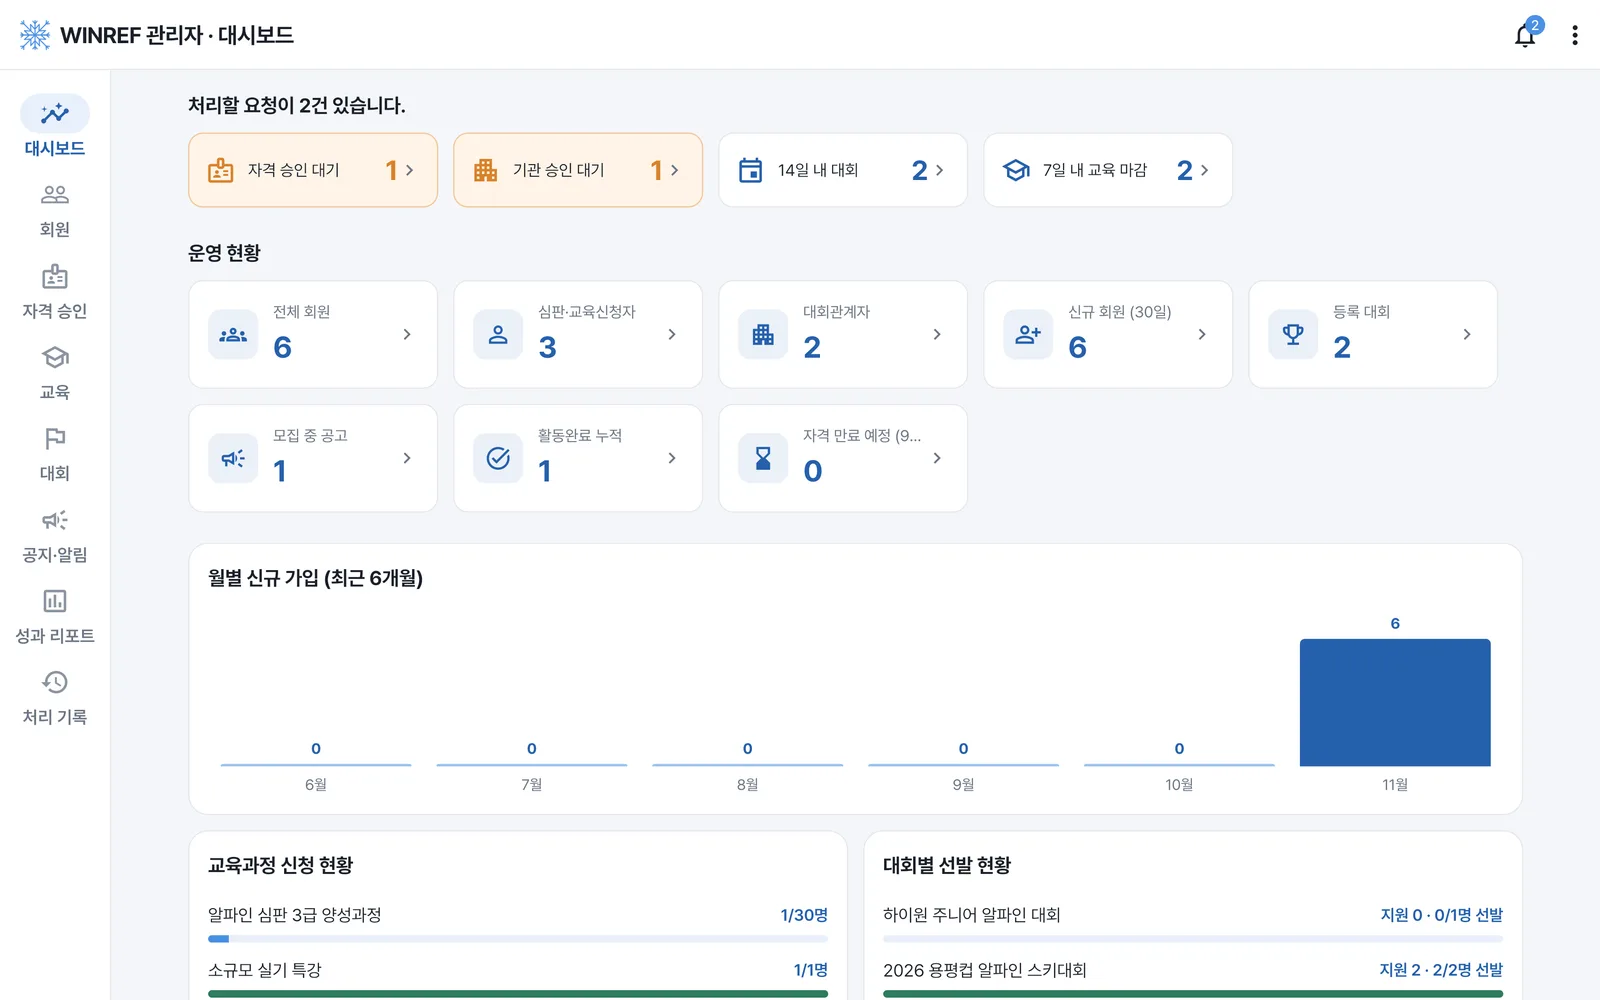 WINREF 관리자 · 대시보드
2
대시보드
회원
자격 승인
교육
대회
공지·알림
성과 리포트
처리 기록
처리할 요청이 2건 있습니다.
자격 승인 대기 1
기관 승인 대기 1
14일 내 대회 2
7일 내 교육 마감 2
운영 현황
전체 회원
6
심판·교육신청자
3
대회관계자
2
신규 회원 (30일)
6
등록 대회
2
모집 중 공고
1
활동완료 누적
1
자격 만료 예정 (9...
0
월별 신규 가입 (최근 6개월)
0 0 0 0 0 6
6월 7월 8월 9월 10월 11월
교육과정 신청 현황
알파인 심판 3급 양성과정 1/30명
소규모 실기 특강 1/1명
대회별 선발 현황
하이원 주니어 알파인 대회 지원 0 · 0/1명 선발
2026 용평컵 알파인 스키대회 지원 2 · 2/2명 선발